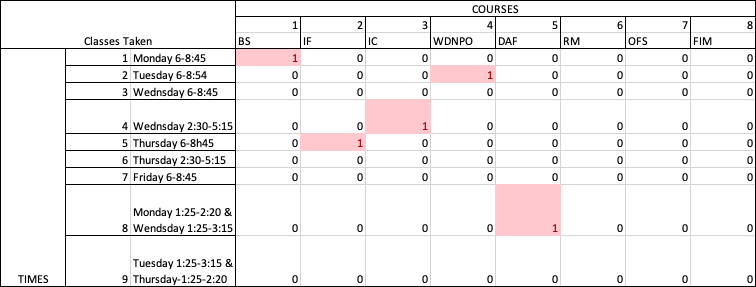 COURSES
1 2 3 4 5 6 7 8
Classes Taken BS IF IC WDNPO DAF RM OFS FIM
1 Monday 6-8:45 1 0 0 0 0 0 0 0
2 Tuesday 6-8:54 0 0 0 1 0 0 0 0
3 Wednsday 6-8:45 0 0 0 0 0 0 0 0
4 Wednsday 2:30-5:15 0 0 1 0 0 0 0 0
5 Thursday 6-8h45 0 1 0 0 0 0 0 0
6 Thursday 2:30-5:15 0 0 0 0 0 0 0 0
7 Friday 6-8:45 0 0 0 0 0 0 0 0
Monday 1:25-2:20 &
8 Wendsday 1:25-3:15 0 0 0 0 1 0 0 0
Tuesday 1:25-3:15 &
TIMES 9 Thursday-1:25-2:20 0 0 0 0 0 0 0 0